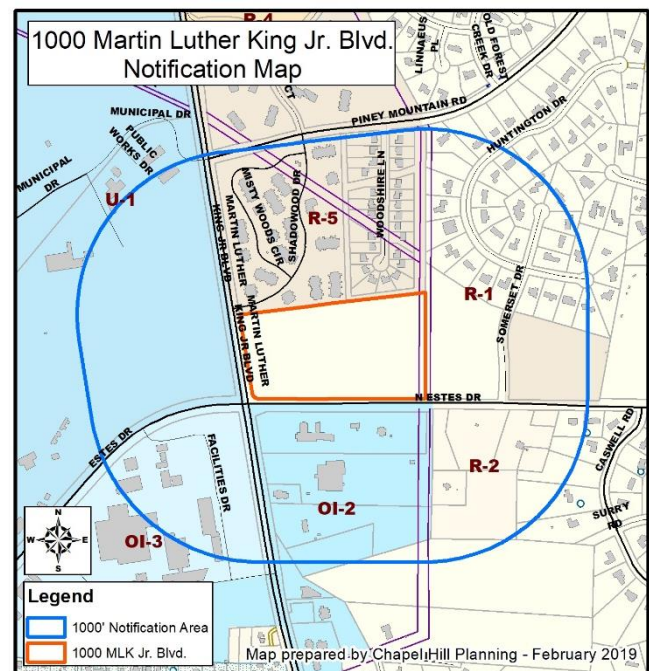 R-4
1000 Martin Luther King Jr. Blvd.
Notification Map
LINNAEUS
PL
OLD FOREST
CREEK DR
CT
MUNICIPAL DR
PINEY MOUNTAIN RD
HUNTINGTON DR
PUBLIC
WORKS DR
MUNICIPAL
DR
U-1
MISTY WOODS CIR
SHADOWOOD DR
R-5
WOODSHIRE LN
MARTIN LUTHER
KING JR BLVD
R-1
SOMERSET DR
MARTIN LUTHER
KING JR BLVD
N ESTES DR
ESTES DR
FACILITIES DR
R-2
CASWELL RD
OI-2
SURRY
RD
OI-3
N
W E
S
Legend
1000' Notification Area
1000 MLK Jr. Blvd.
Map prepared by Chapel Hill Planning - February 2019